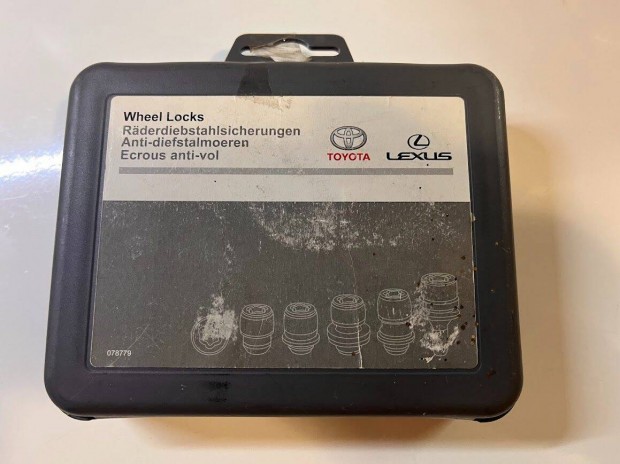 Wheel Locks
Räderdiebstahlsicherungen
Anti-diefstalmoeren
Ecrous anti-vol
TOYOTA
LEXUS
078779